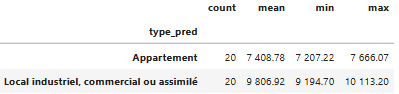 count mean min max
type_pred
Appartement 20 7 408.78 7 207.22 7 666.07
Local industriel, commercial ou assimilé 20 9 806.92 9 194.70 10 113.20